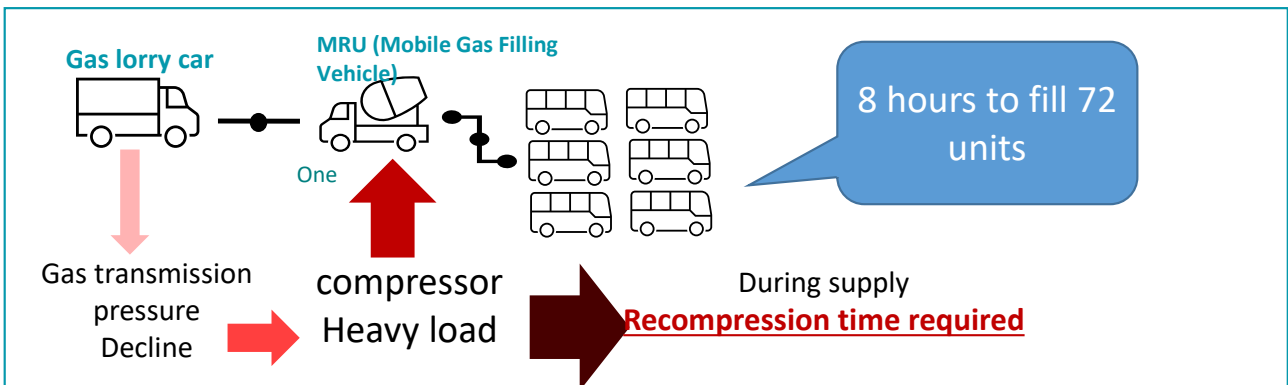 Gas lorry car
MRU (Mobile Gas Filling
Vehicle)
8 hours to fill 72
units
One
Gas transmission
pressure
Decline
compressor
Heavy load
During supply
Recompression time required